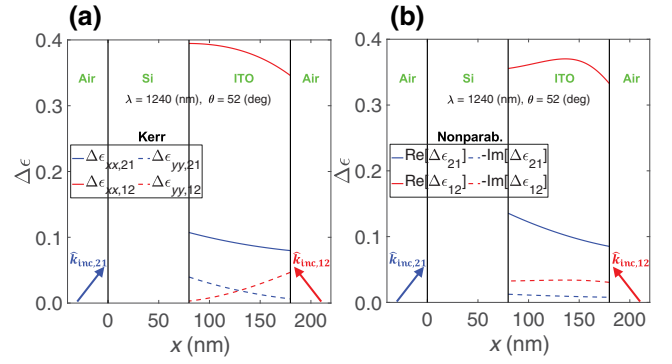 (a)
0.4
Air
Si
ITO
Air
λ = 1240 (nm), θ = 52 (deg)
0.3
Kerr
Δϵxx,21 Δϵyy,21
Δϵxx,12 Δϵyy,12
Δϵ
0.2
0.1
k̂inc,21
k̂inc,12
0.0
0 50 100 150 200
x (nm)
(b)
0.4
Air
Si
ITO
Air
λ = 1240 (nm), θ = 52 (deg)
0.3
Nonparab.
Re[Δϵ21] -Im[Δϵ21]
Re[Δϵ12] -Im[Δϵ12]
Δϵ
0.2
0.1
k̂inc,21
k̂inc,12
0.0
0 50 100 150 200
x (nm)